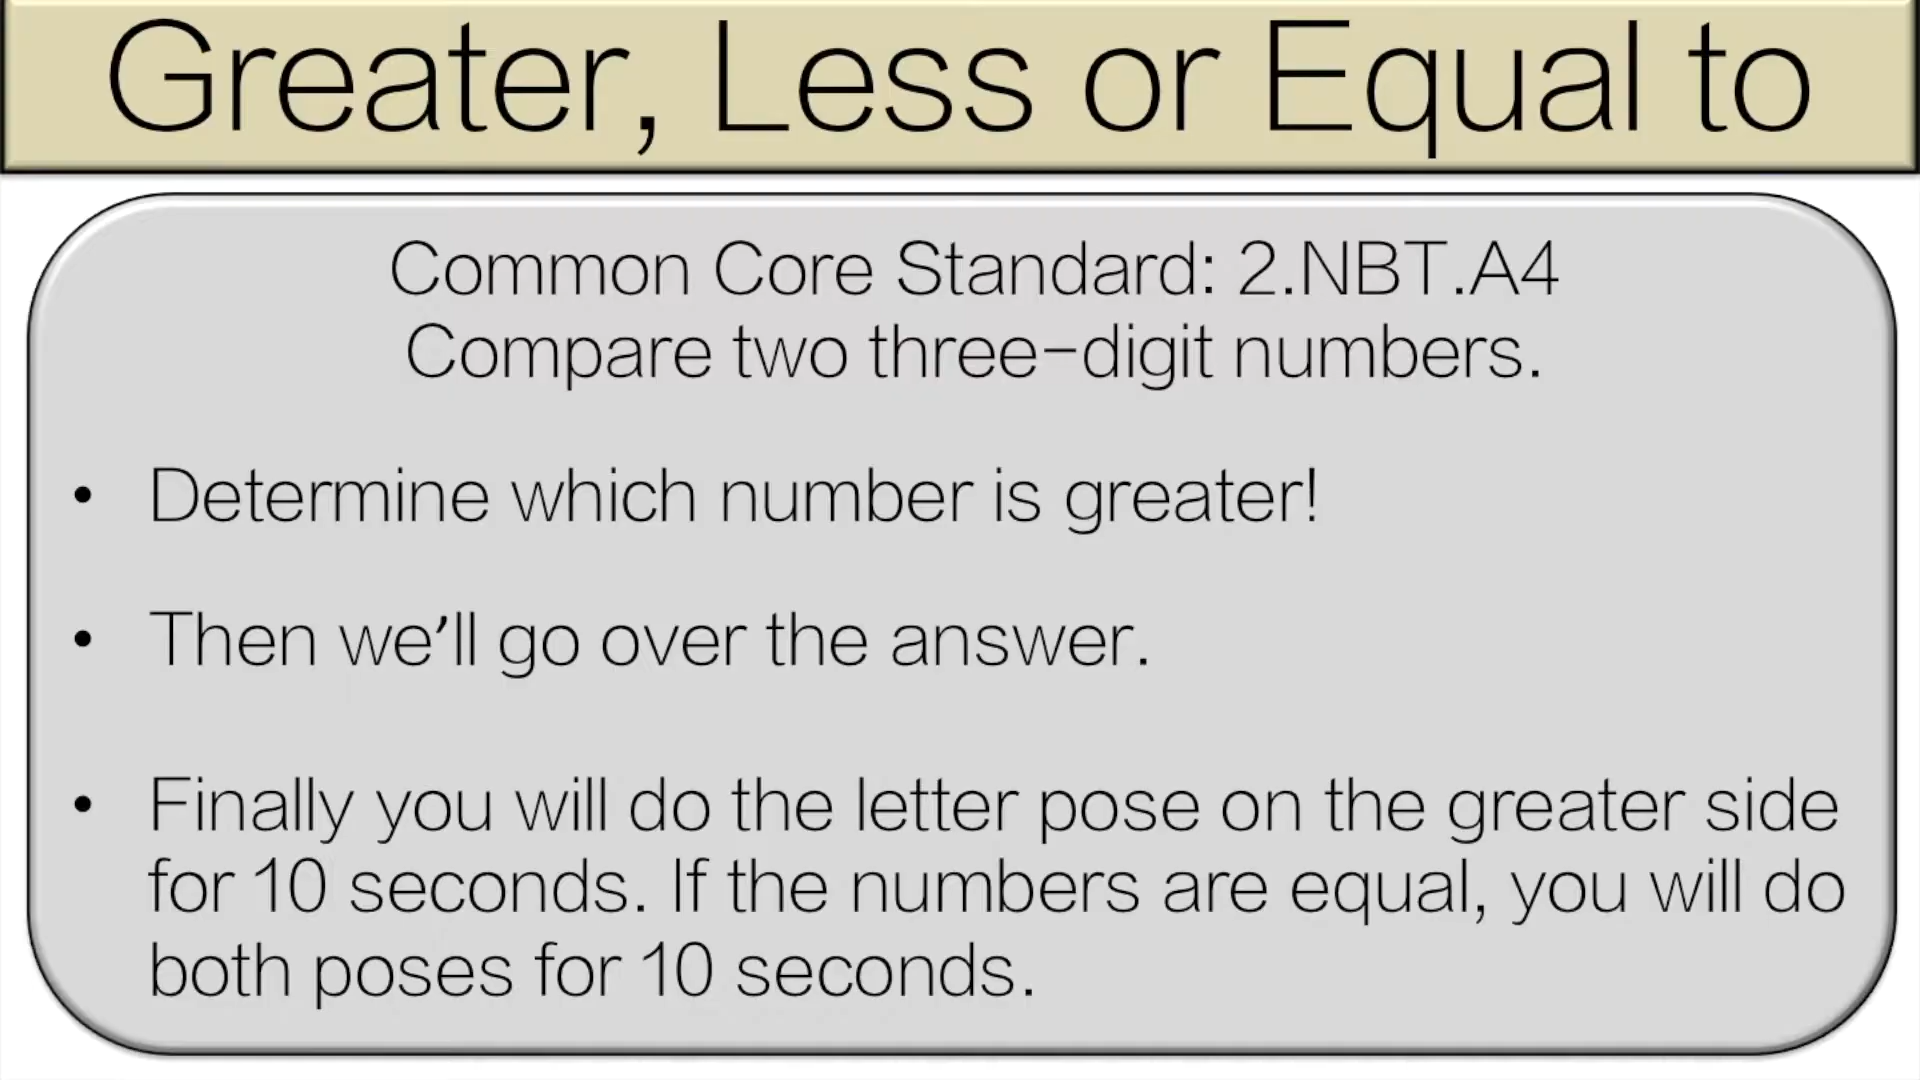 Greater, Less or Equal to
Common Core Standard: 2.NBT.A4
Compare two three-digit numbers.
• Determine which number is greater!
• Then we'll go over the answer.
• Finally you will do the letter pose on the greater side
for 10 seconds. If the numbers are equal, you will do
both poses for 10 seconds.